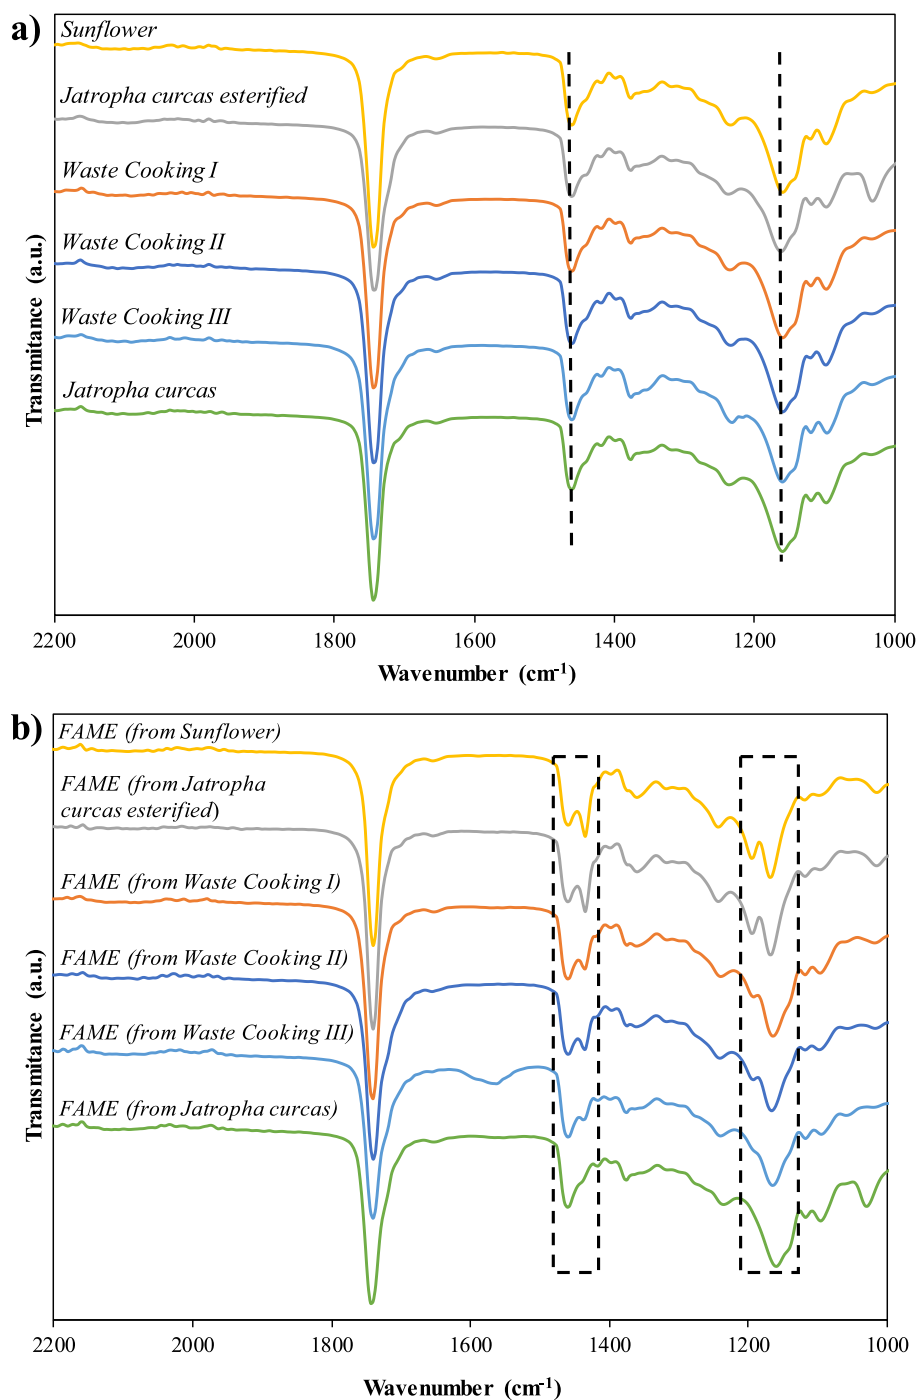 a)
Sunflower
Jatropha curcas esterified
Waste Cooking I
Waste Cooking II
Waste Cooking III
Jatropha curcas
Transmitance (a.u.)
2200 2000 1800 1600 1400 1200 1000
Wavenumber (cm-1)
b)
FAME (from Sunflower)
FAME (from Jatropha
curcas esterified)
FAME (from Waste Cooking I)
FAME (from Waste Cooking II)
FAME (from Waste Cooking III)
FAME (from Jatropha curcas)
Transmitance (a.u.)
2200 2000 1800 1600 1400 1200 1000
Wavenumber (cm-1)